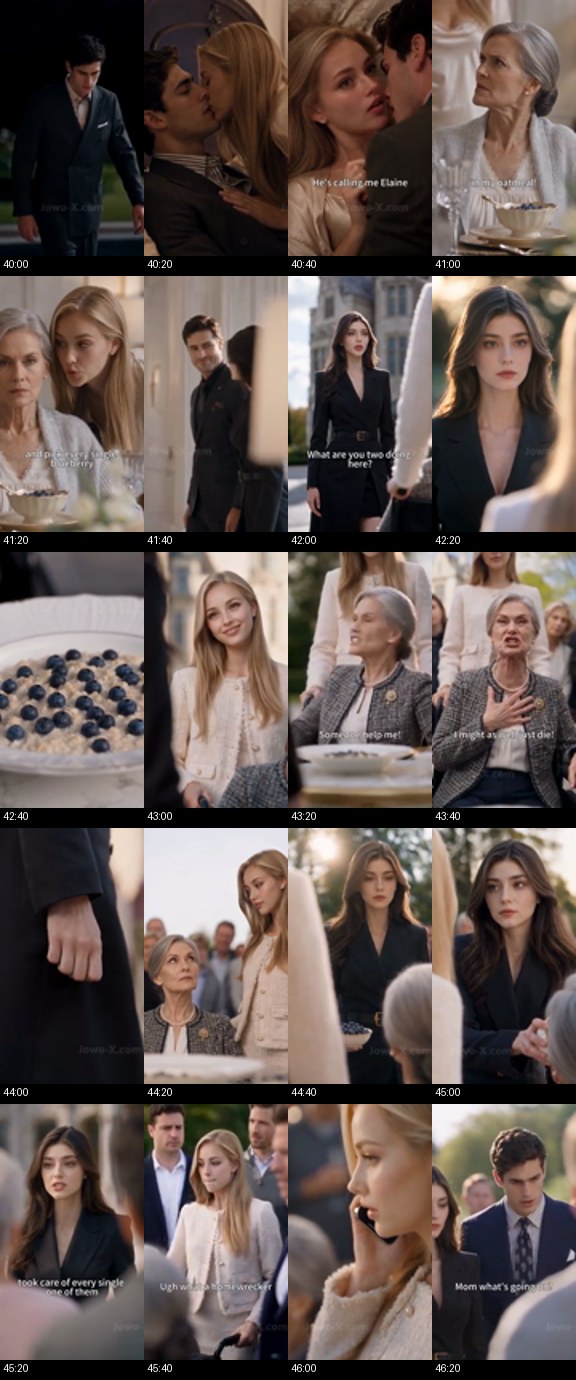 40:00
40:20
He's calling me Elaine
40:40
in my oatmeal!
41:00
and pick every single
blueberry
41:20
41:40
What are you two doing
here?
42:00
42:20
42:40
43:00
Someone help me!
43:20
I might as well just die!
43:40
44:00
44:20
44:40
45:00
took care of every single
one of them
45:20
Ugh what a homewrecker
45:40
46:00
Mom what's going on?
46:20
Jowo-X.com